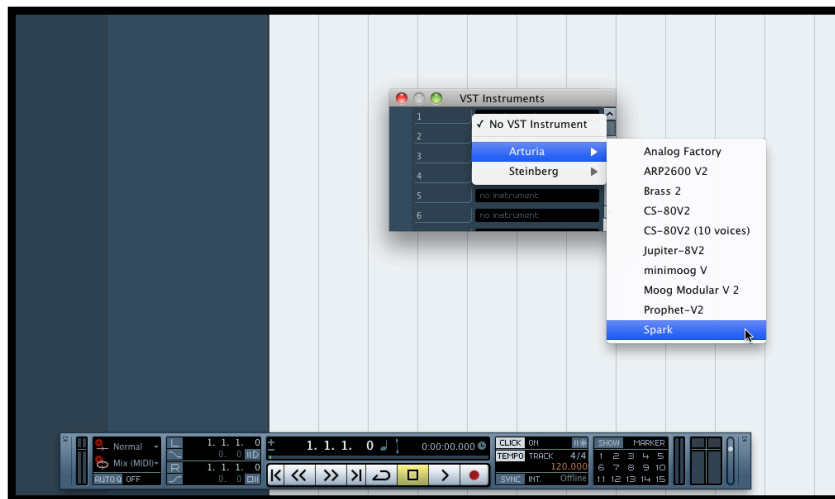 VST Instruments
1
✓ No VST Instrument
2
3
Arturia
4
Steinberg
5 no instrument
6 no instrument
Analog Factory
ARP2600 V2
Brass 2
CS-80V2
CS-80V2 (10 voices)
Jupiter-8V2
minimoog V
Moog Modular V 2
Prophet-V2
Spark
Normal
Mix (MIDI)
AUTO Q OFF
L 1. 1. 1. 0
0. 0
R 1. 1. 1. 0
0. 0
1. 1. 1. 0
0:00:00.000
CLICK ON
TEMPO TRACK 4/4
120.000
SYNC INT. Offline
SHOW MARKER
1 2 3 4 5
6 7 8 9 10
11 12 13 14 15